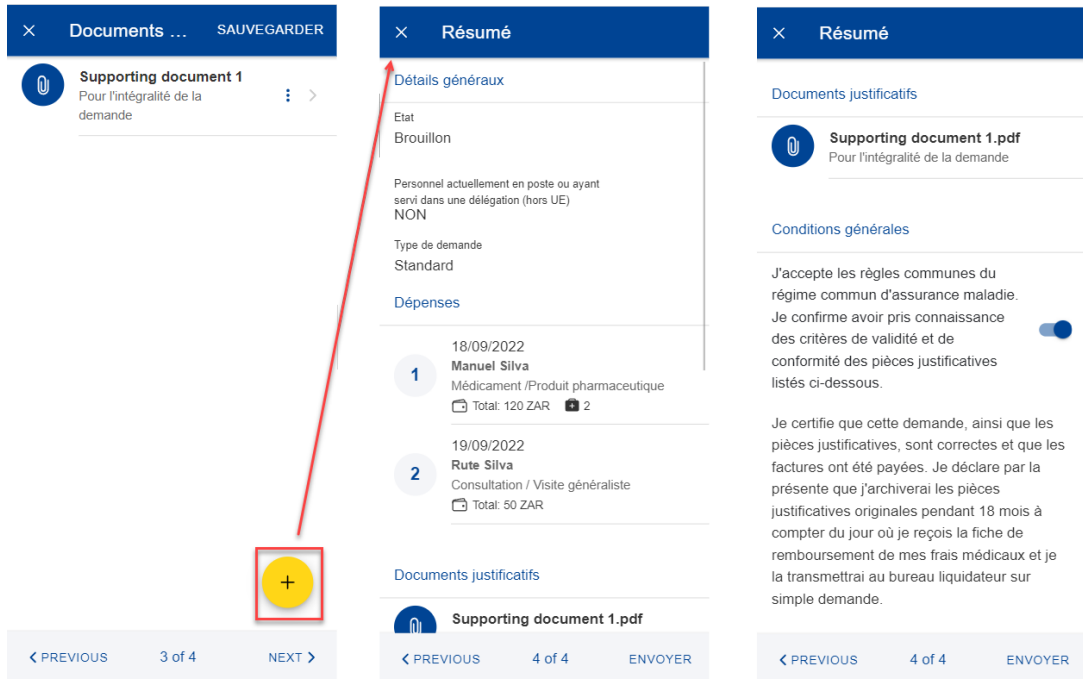 Documents ...
SAUVEGARDER
Supporting document 1
Pour l'intégralité de la
demande
PREVIOUS
3 of 4
NEXT
Résumé
Détails généraux
Etat
Brouillon
Personnel actuellement en poste ou ayant
servi dans une délégation (hors UE)
NON
Type de demande
Standard
Dépenses
1
18/09/2022
Manuel Silva
Médicament /Produit pharmaceutique
Total: 120 ZAR 2
2
19/09/2022
Rute Silva
Consultation / Visite généraliste
Total: 50 ZAR
Documents justificatifs
Supporting document 1.pdf
PREVIOUS
4 of 4
ENVOYER
Résumé
Documents justificatifs
Supporting document 1.pdf
Pour l'intégralité de la demande
Conditions générales
J'accepte les règles communes du
régime commun d'assurance maladie.
Je confirme avoir pris connaissance
des critères de validité et de
conformité des pièces justificatives
listés ci-dessous.
Je certifie que cette demande, ainsi que les
pièces justificatives, sont correctes et que les
factures ont été payées. Je déclare par la
présente que j'archiverai les pièces
justificatives originales pendant 18 mois à
compter du jour où je reçois la fiche de
remboursement de mes frais médicaux et je
la transmettrai au bureau liquidateur sur
simple demande.
PREVIOUS
4 of 4
ENVOYER